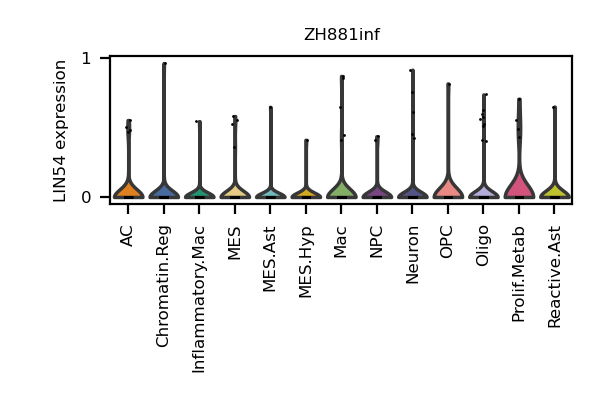 ZH881inf
LIN54 expression
1
0
AC
Chromatin.Reg
Inflammatory.Mac
MES
MES.Ast
MES.Hyp
Mac
NPC
Neuron
OPC
Oligo
Prolif.Metab
Reactive.Ast